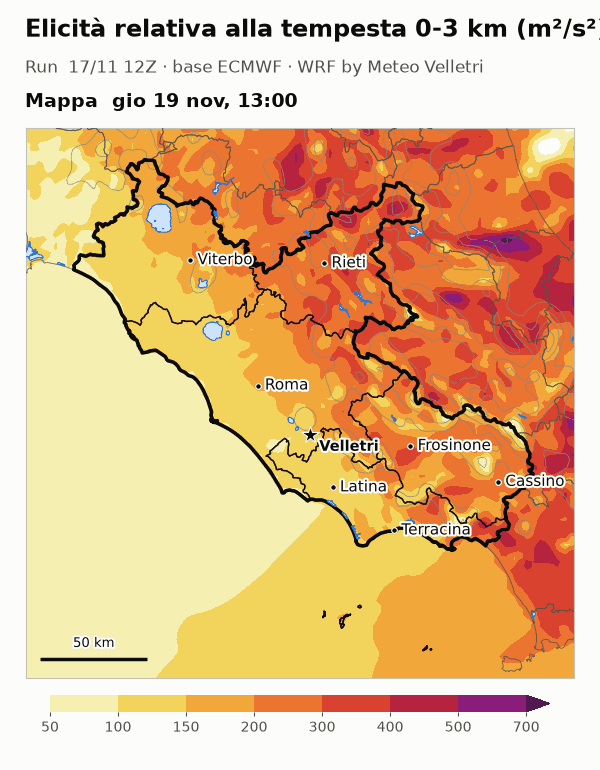 Elicità relativa alla tempesta 0-3 km (m²/s²)
Run  17/11 12Z · base ECMWF · WRF by Meteo Velletri
Mappa  gio 19 nov, 13:00
Viterbo
Rieti
Roma
Velletri
Frosinone
Cassino
Latina
Terracina
50 km
50 100 150 200 300 400 500 700